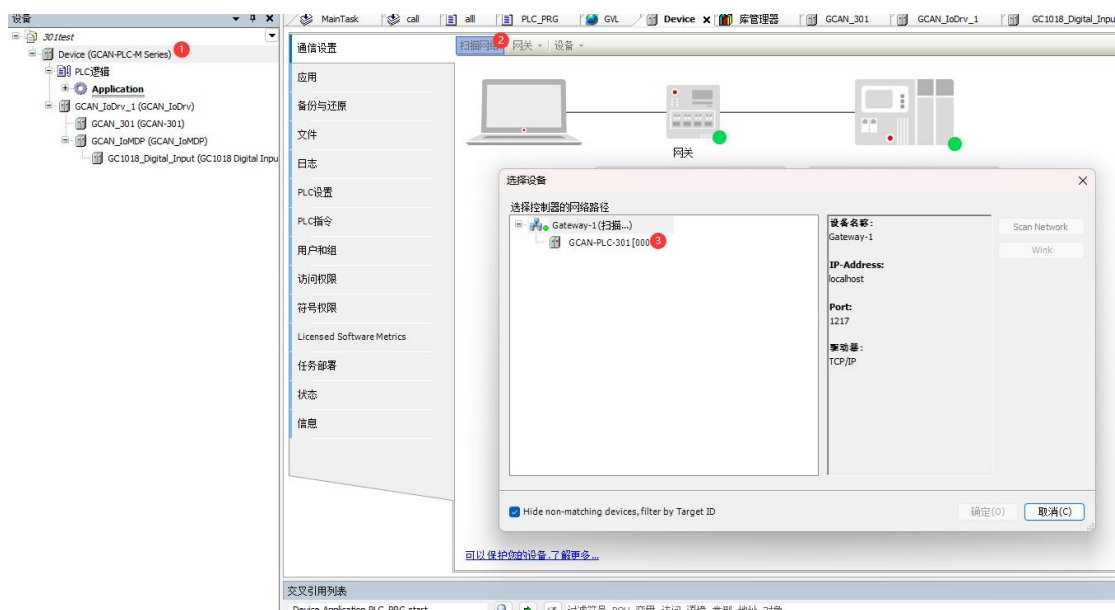 设备
MainTask call all PLC_PRG GVL Device 库管理器 GCAN_301 GCAN_IoDrv_1 GC1018_Digital_Inpu
301test
Device (GCAN-PLC-M Series) 1
PLC逻辑
Application
GCAN_IoDrv_1 (GCAN_IoDrv)
GCAN_301 (GCAN-301)
GCAN_IoMDP (GCAN_IoMDP)
GC1018_Digital_Input (GC1018 Digital Inpu
通信设置
应用
备份与还原
文件
日志
PLC设置
PLC指令
用户和组
访问权限
符号权限
Licensed Software Metrics
任务部署
状态
信息
扫描网络 2 网关 设备
网关
选择设备
选择控制器的网络路径
Gateway-1(扫描...)
GCAN-PLC-301 [000 3
设备名称:
Gateway-1
IP-Address:
localhost
Port:
1217
驱动器:
TCP/IP
Scan Network
Wink
Hide non-matching devices, filter by Target ID
确定(O) 取消(C)
可以保护您的设备.了解更多...
交叉引用列表